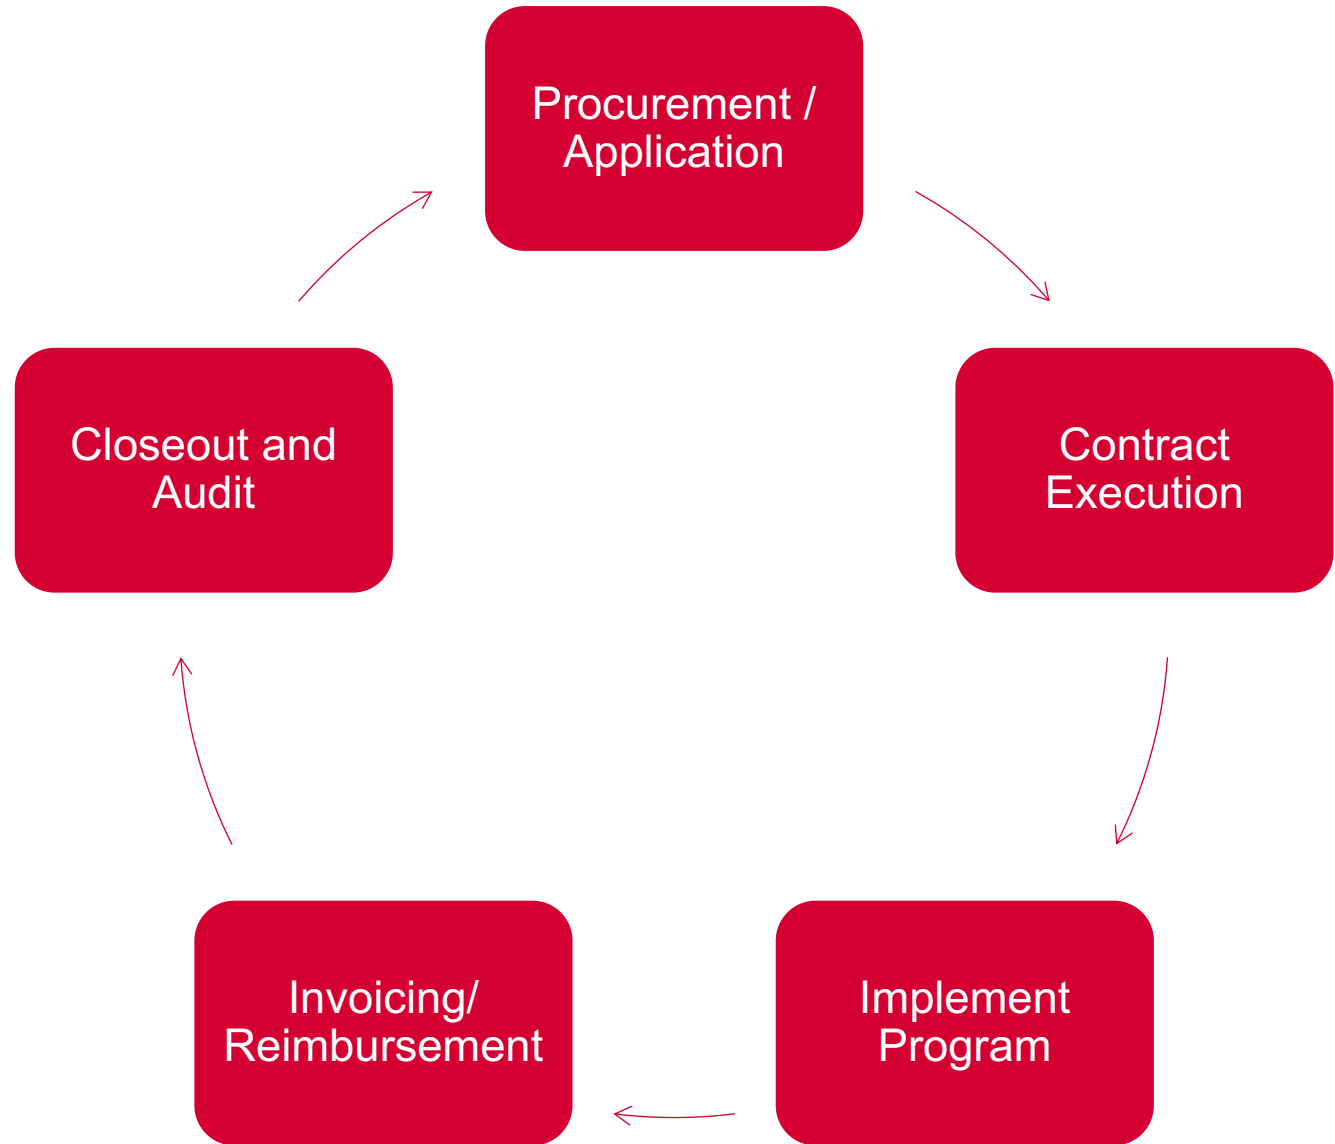 Procurement /
Application
Contract
Execution
Implement
Program
Invoicing/
Reimbursement
Closeout and
Audit